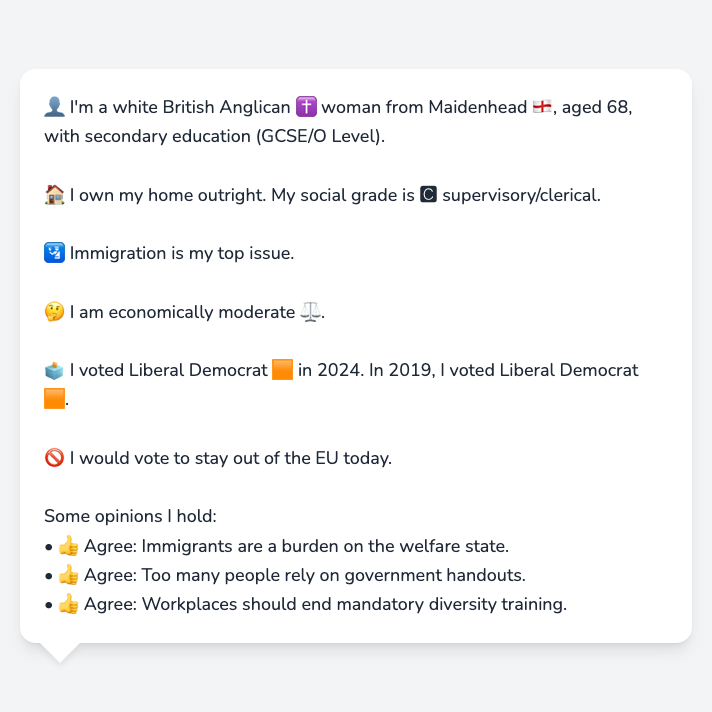 👤 I'm a white British Anglican ✝️ woman from Maidenhead 🏴󠁧󠁢󠁥󠁮󠁧󠁿, aged 68,
with secondary education (GCSE/O Level).
🏠 I own my home outright. My social grade is 🅲 supervisory/clerical.
🛂 Immigration is my top issue.
🤔 I am economically moderate ⚖️.
🗳️ I voted Liberal Democrat 🟧 in 2024. In 2019, I voted Liberal Democrat
🟧.
🚫 I would vote to stay out of the EU today.
Some opinions I hold:
• 👍 Agree: Immigrants are a burden on the welfare state.
• 👍 Agree: Too many people rely on government handouts.
• 👍 Agree: Workplaces should end mandatory diversity training.